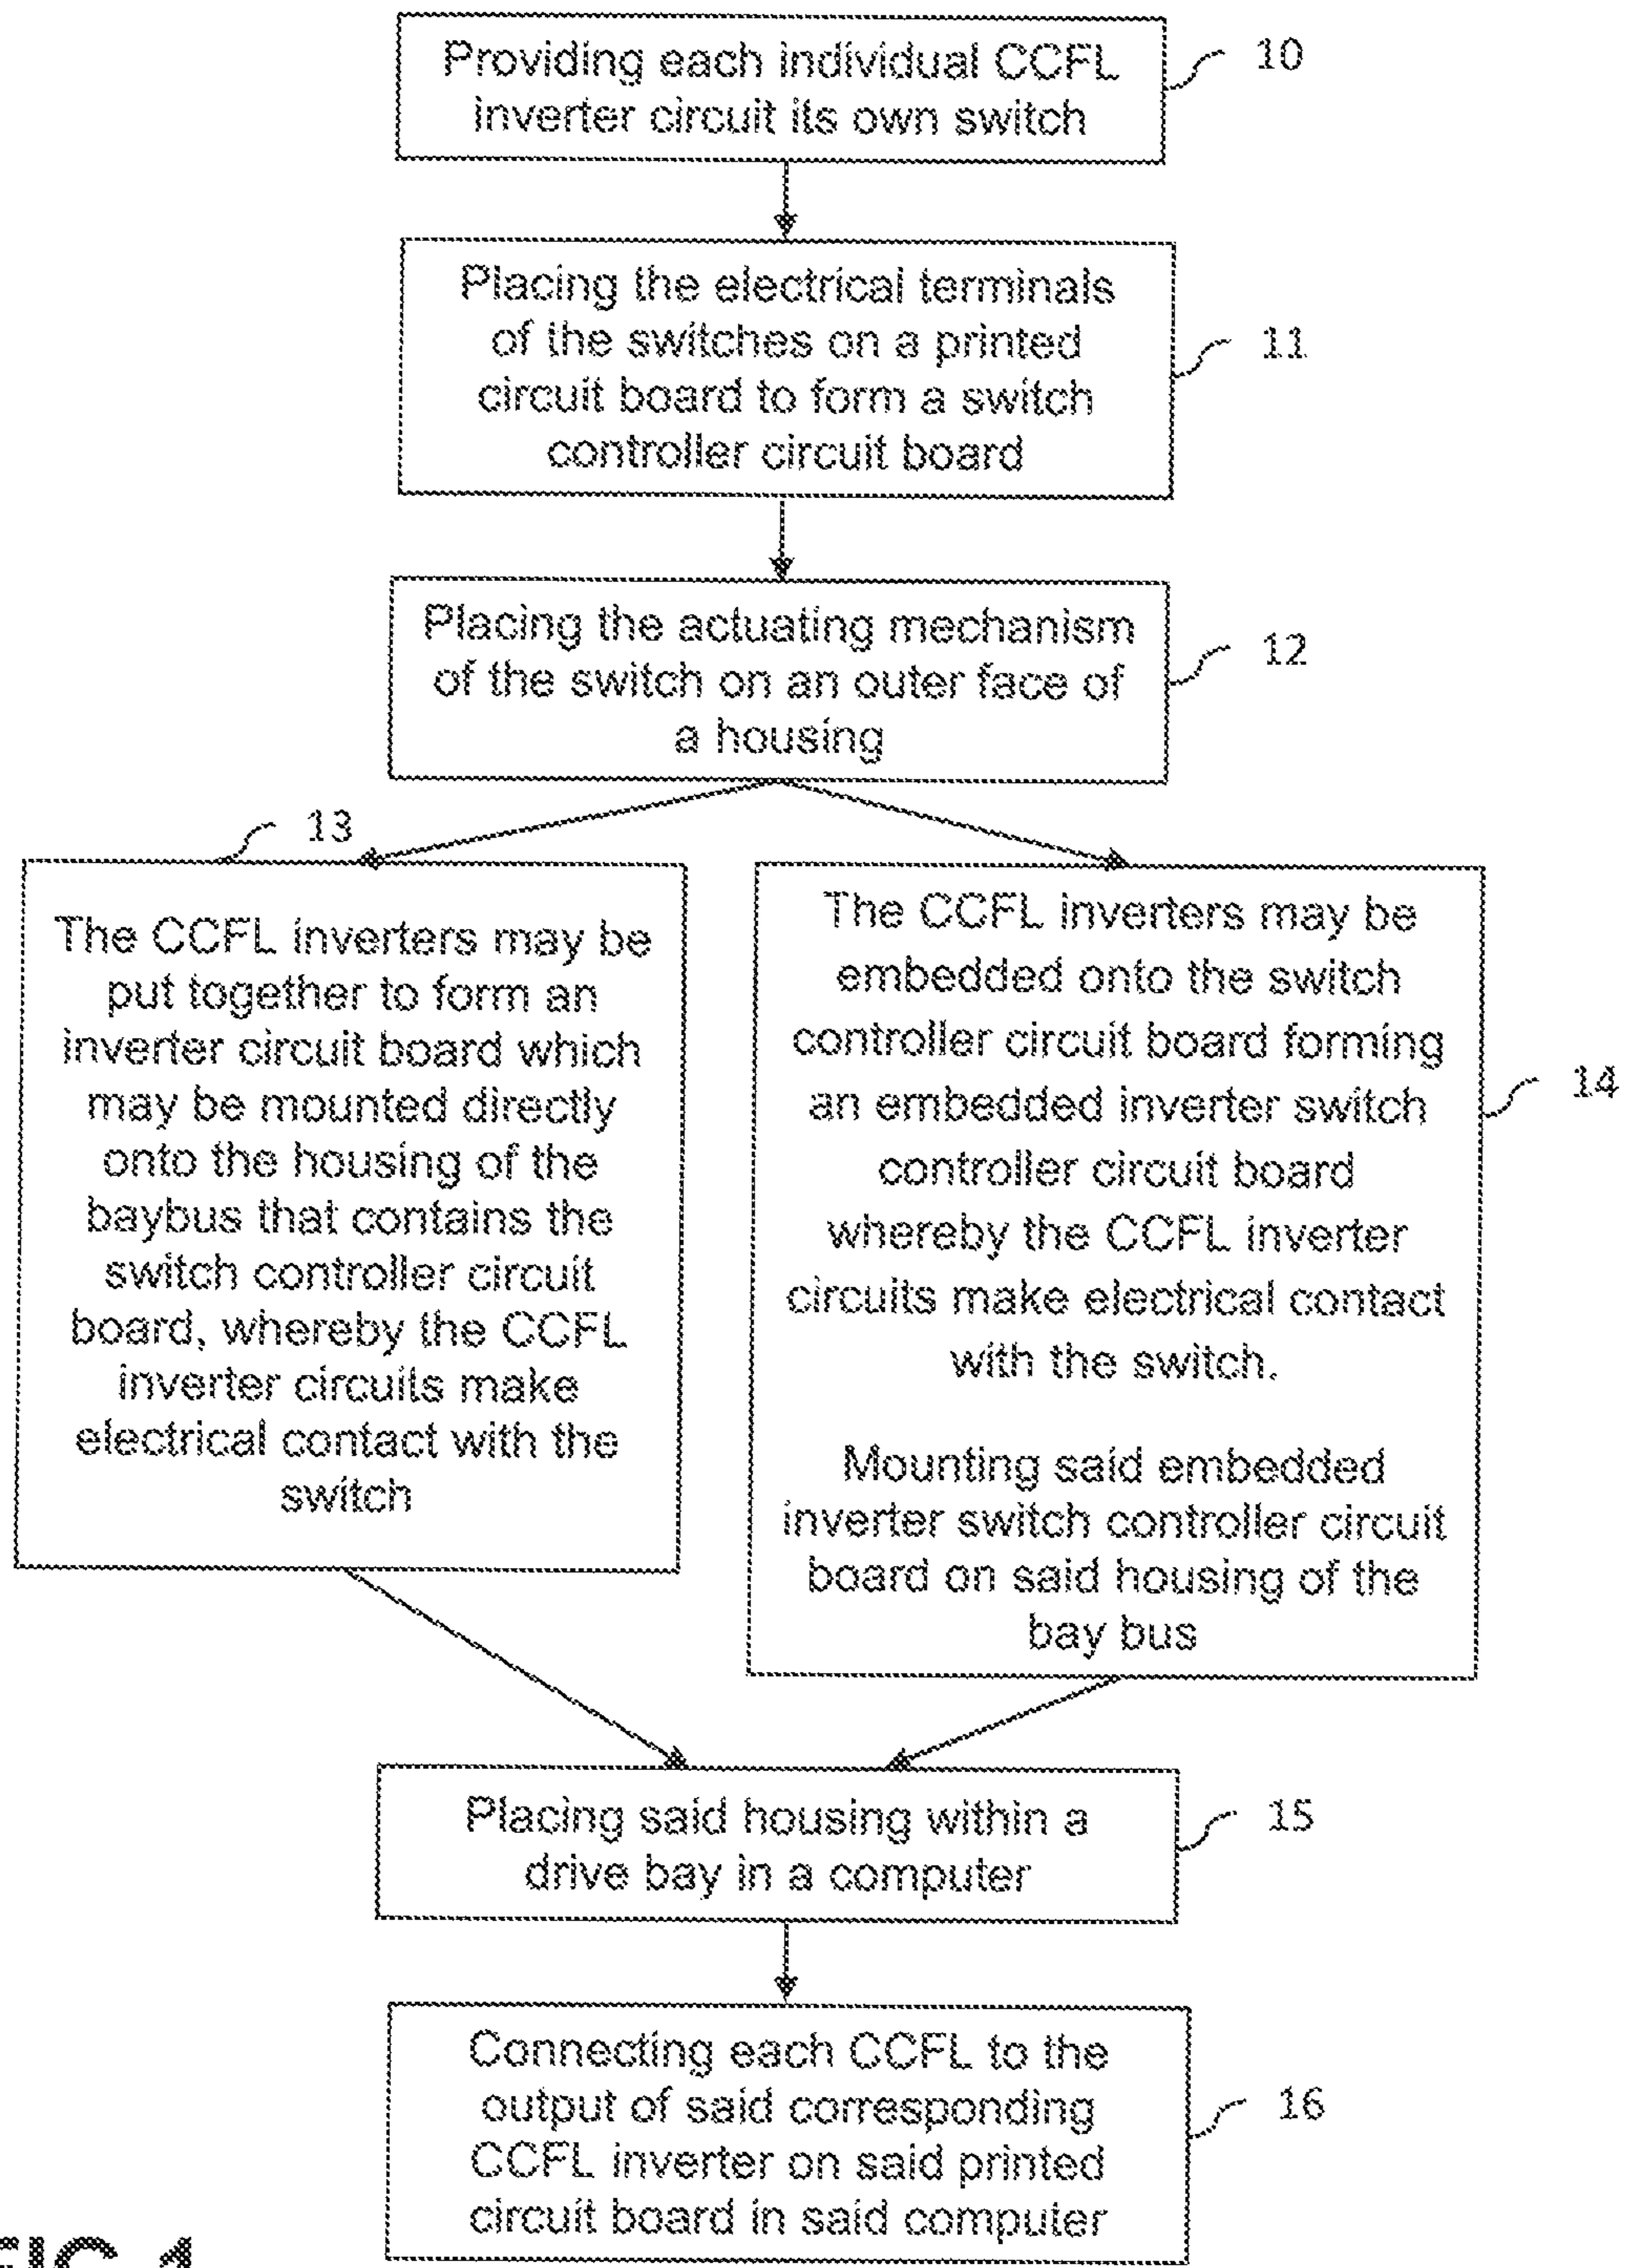 Providing each individual CCFL
inverter circuit its own switch
10
Placing the electrical terminals
of the switches on a printed
circuit board to form a switch
controller circuit board
11
Placing the actuating mechanism
of the switch on an outer face of
a housing
12
13
The CCFL inverters may be
put together to form an
inverter circuit board which
may be mounted directly
onto the housing of the
baybus that contains the
switch controller circuit
board, whereby the CCFL
inverter circuits make
electrical contact with the
switch
The CCFL inverters may be
embedded onto the switch
controller circuit board forming
an embedded inverter switch
controller circuit board
whereby the CCFL inverter
circuits make electrical contact
with the switch.
Mounting said embedded
inverter switch controller circuit
board on said housing of the
bay bus
14
Placing said housing within a
drive bay in a computer
15
Connecting each CCFL to the
output of said corresponding
CCFL inverter on said printed
circuit board in said computer
16
FIG. 1